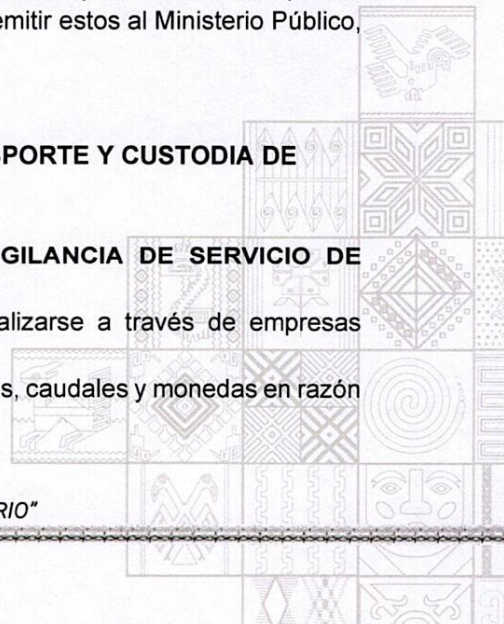 emitir estos al Ministerio Público,
PORTE Y CUSTODIA DE
GILANCIA DE SERVICIO DE
alizarse a través de empresas
s, caudales y monedas en razón
RIO"